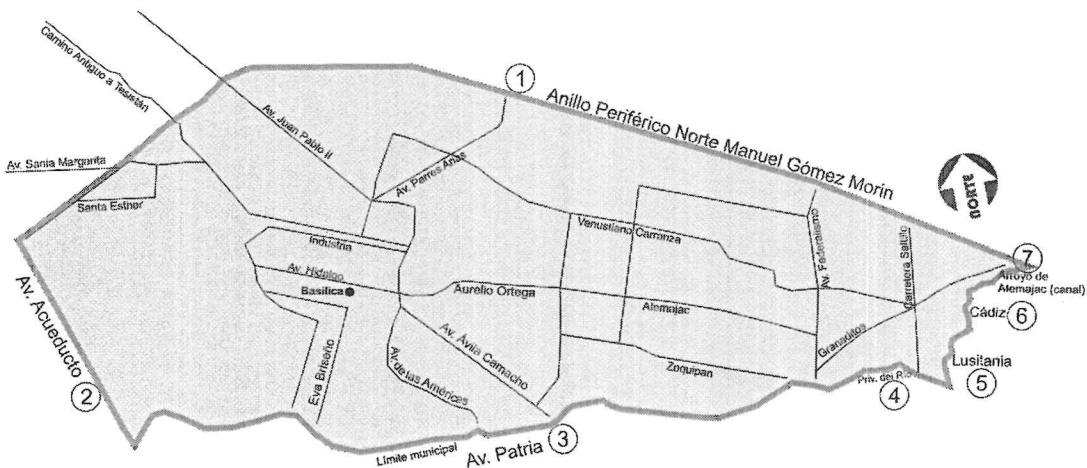 Camino Antiguo a Tesistán
Av. Juan Pablo II
1
Anillo Periférico Norte Manuel Gómez Morin
Av. Santa Margarita
Av. Parres Arias
NORTE
Santa Esther
Industria
Venustiano Carranza
Av. Federalismo
Carretera Saltillo
7
Arroyo de
Atemajac (canal)
Av. Hidalgo
Basílica
Aurelio Ortega
Atemajac
Cádiz 6
Av. Acueducto 2
Eva Briseño
Av. de las Américas
Av. Ávila Camacho
Zoquipan
Granaditos
Lusitania
5
Priv. del Río
4
Límite municipal
Av. Patria 3